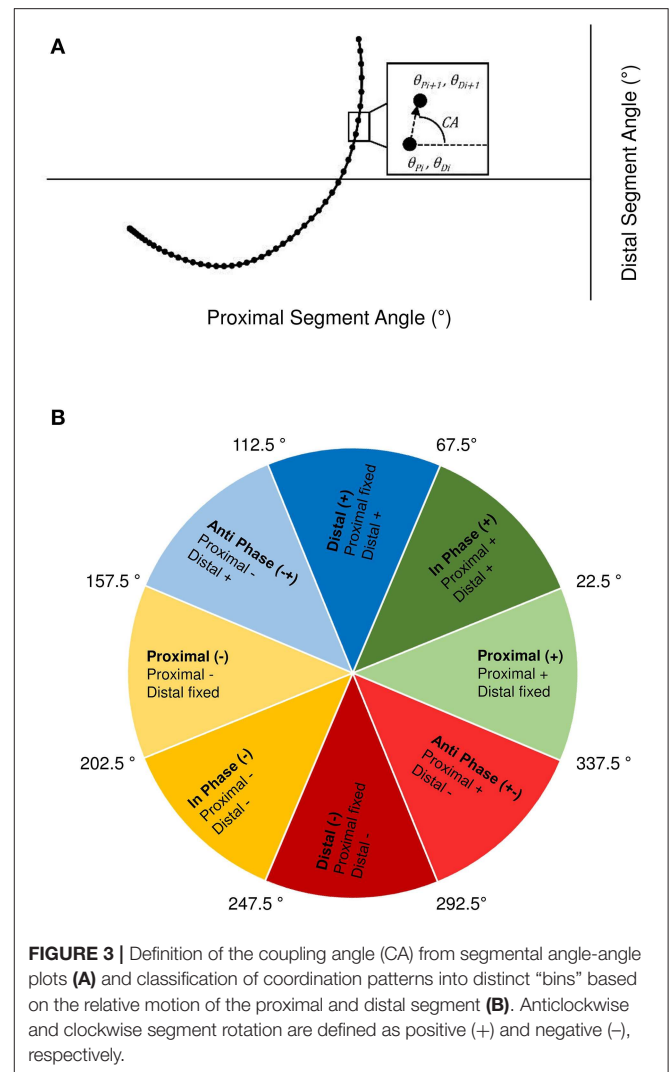 A
θPi+1, θDi+1
CA
θPi, θDi
Distal Segment Angle (°)
Proximal Segment Angle (°)
B
112.5 °
67.5°
Distal (+)
Proximal fixed
Distal +
Anti Phase (-+)
Proximal -
Distal +
In Phase (+)
Proximal +
Distal +
157.5 °
22.5 °
Proximal (-)
Proximal -
Distal fixed
Proximal (+)
Proximal +
Distal fixed
202.5 °
337.5 °
In Phase (-)
Proximal -
Distal -
Anti Phase (+-)
Proximal +
Distal -
Distal (-)
Proximal fixed
Distal -
247.5 °
292.5°
FIGURE 3 | Definition of the coupling angle (CA) from segmental angle-angle
plots (A) and classification of coordination patterns into distinct “bins” based
on the relative motion of the proximal and distal segment (B). Anticlockwise
and clockwise segment rotation are defined as positive (+) and negative (–),
respectively.